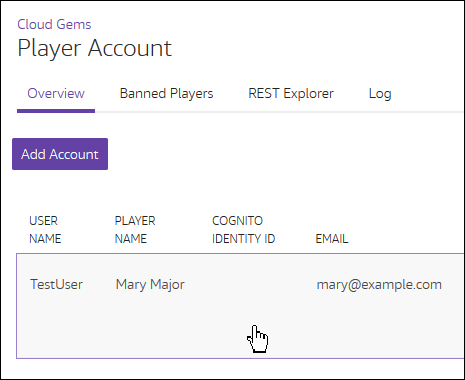 Cloud Gems
Player Account
Overview Banned Players REST Explorer Log
Add Account
USER NAME PLAYER NAME COGNITO IDENTITY ID EMAIL
TestUser Mary Major mary@example.com